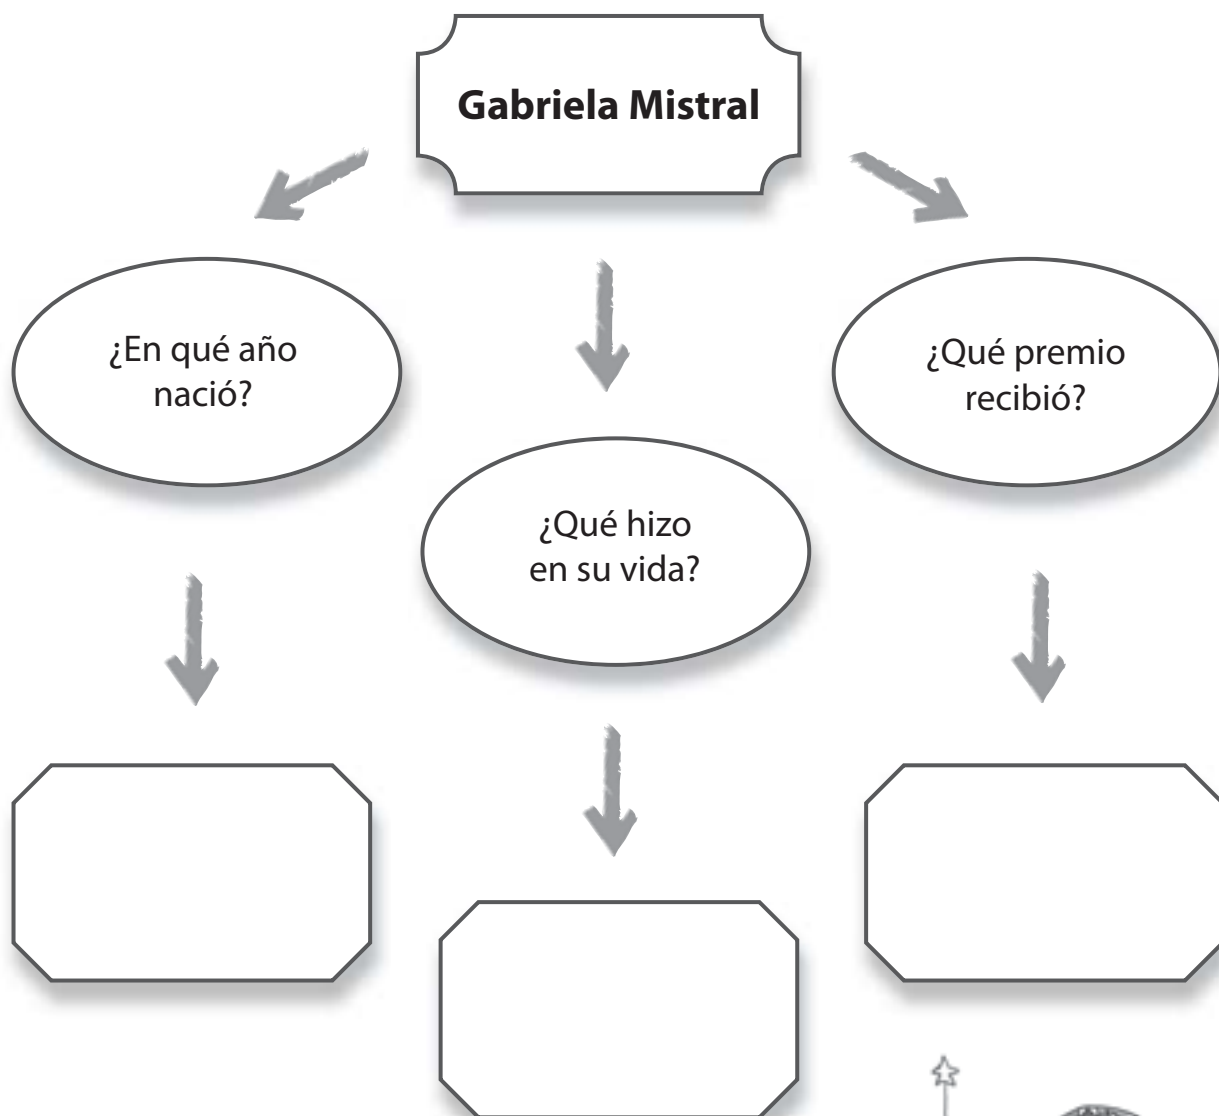 Gabriela Mistral
¿En qué año
nació?
¿Qué hizo
en su vida?
¿Qué premio
recibió?